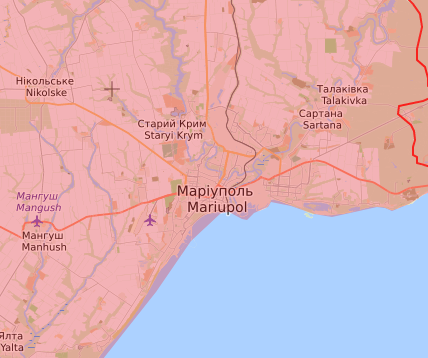 Нікольське
Nikolske
Талаківка
Talakivka
Старий Крим
Staryi Krym
Сартана
Sartana
Мангуш
Mangush
Маріуполь
Mariupol
Мангуш
Manhush
Ялта
Yalta